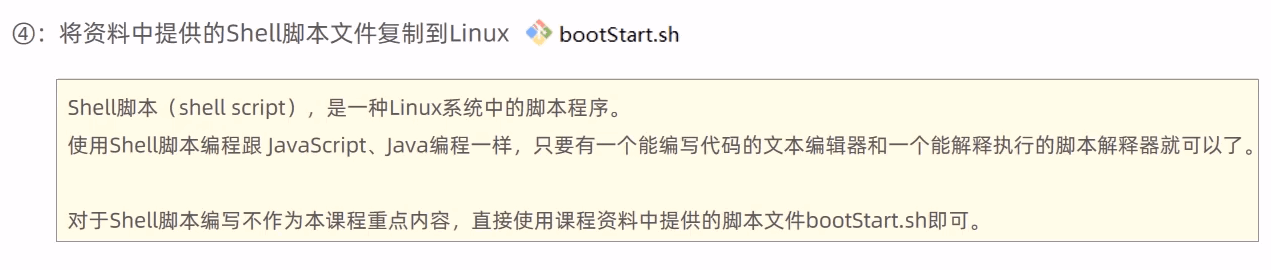 ④：将资料中提供的Shell脚本文件复制到Linux bootStart.sh
Shell脚本（shell script），是一种Linux系统中的脚本程序。
使用Shell脚本编程跟 JavaScript、Java编程一样，只要有一个能编写代码的文本编辑器和一个能解释执行的脚本解释器就可以了。
对于Shell脚本编写不作为本课程重点内容，直接使用课程资料中提供的脚本文件bootStart.sh即可。